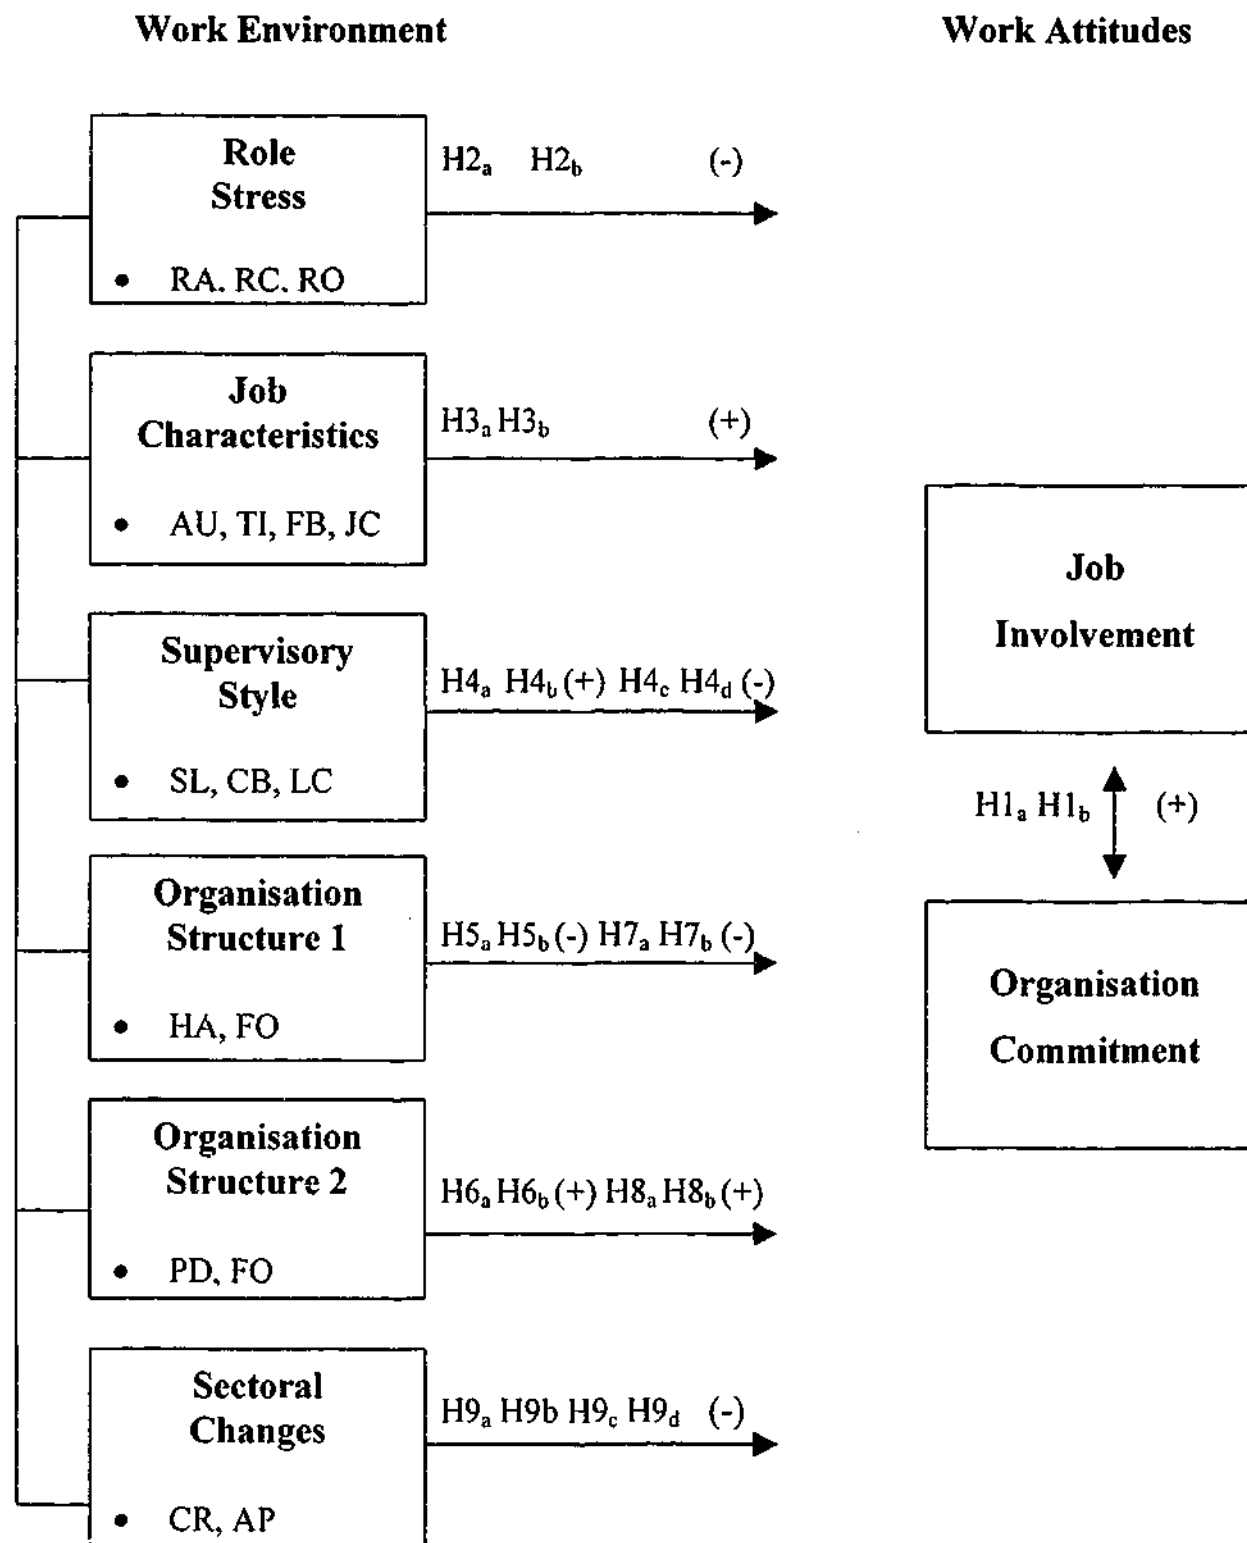 Work Environment
Work Attitudes
Role
Stress
• RA. RC. RO
H2a H2b (-)
Job
Characteristics
• AU, TI, FB, JC
H3a H3b (+)
Supervisory
Style
• SL, CB, LC
H4a H4b (+) H4c H4d (-)
Organisation
Structure 1
• HA, FO
H5a H5b (-) H7a H7b (-)
Organisation
Structure 2
• PD, FO
H6a H6b (+) H8a H8b (+)
Sectoral
Changes
• CR, AP
H9a H9b H9c H9d (-)
Job
Involvement
H1a H1b (+)
Organisation
Commitment